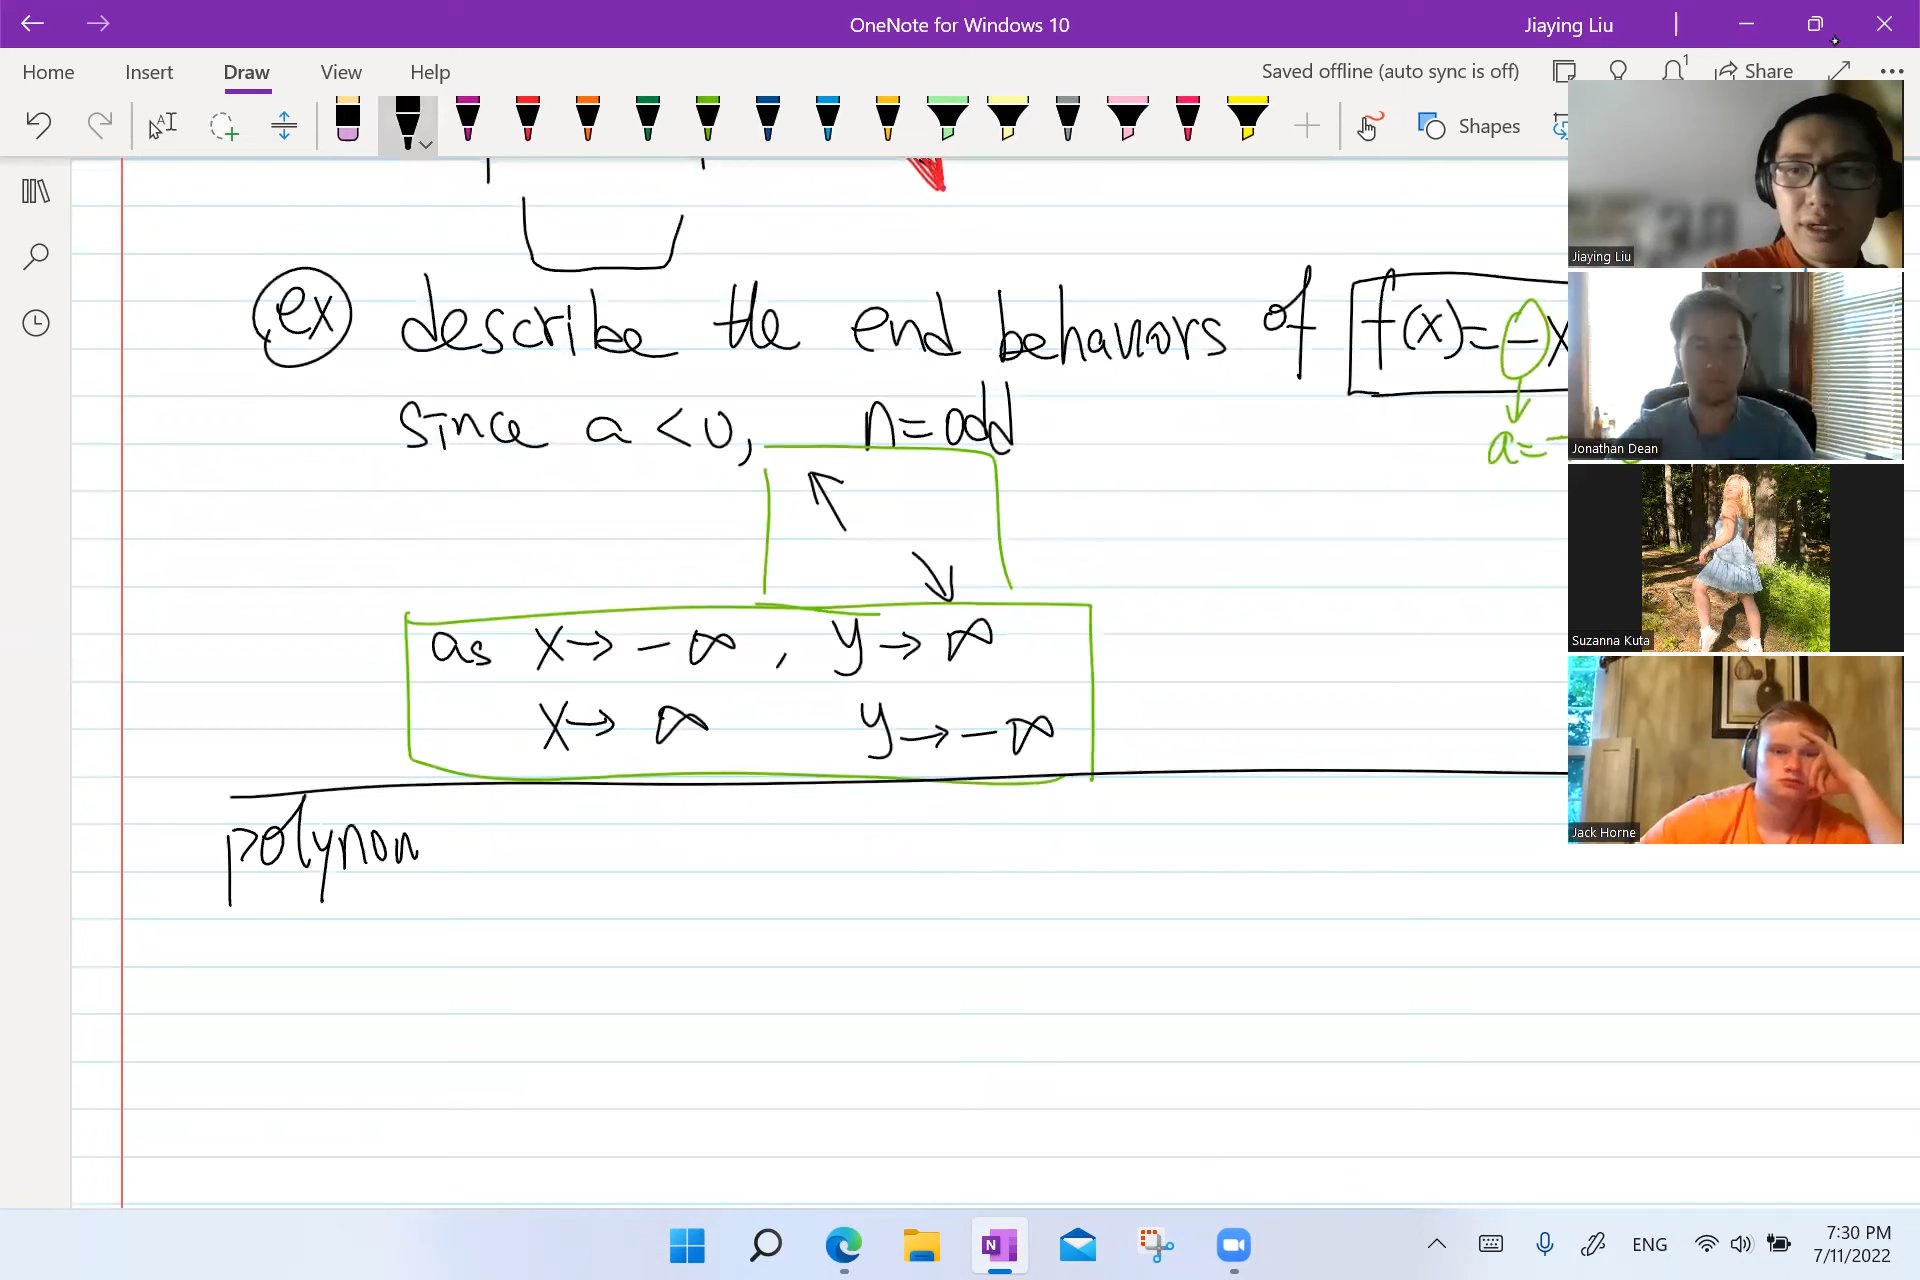 OneNote for Windows 10
Jiaying Liu
Home Insert Draw View Help
Saved offline (auto sync is off)
1
Share
Shapes
Jiaying Liu
Jonathan Dean
Suzanna Kuta
Jack Horne
ex describe the end behaviors of f(x)=-x
since a<0, n=odd
a=-
as x→-∞, y→∞
x→∞ y→-∞
polynom
ENG
7:30 PM
7/11/2022